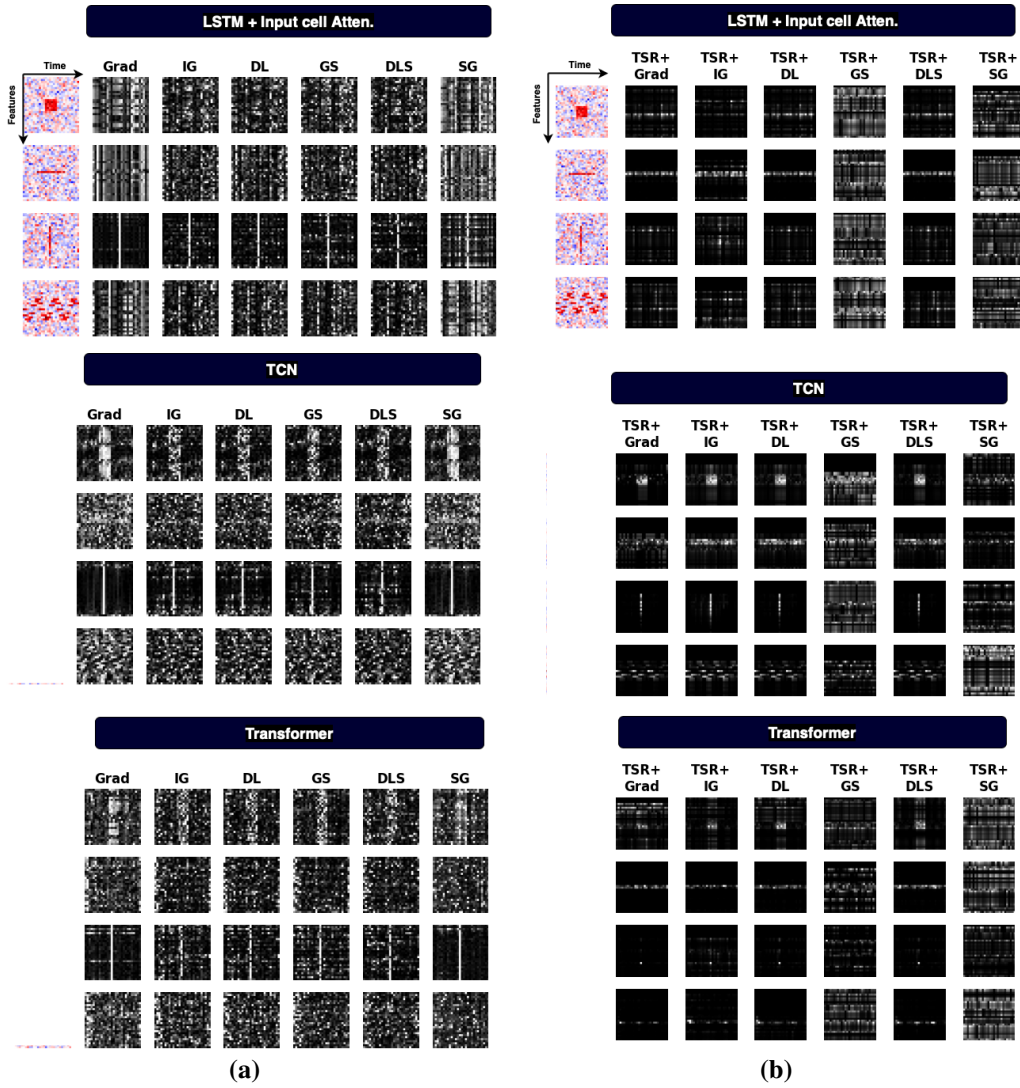 LSTM + Input cell Atten.
Time
Features
Grad IG DL GS DLS SG
TCN
Grad IG DL GS DLS SG
Transformer
Grad IG DL GS DLS SG
(a)
LSTM + Input cell Atten.
Time
Features
TSR+ TSR+ TSR+ TSR+ TSR+ TSR+
Grad IG DL GS DLS SG
TCN
TSR+ TSR+ TSR+ TSR+ TSR+ TSR+
Grad IG DL GS DLS SG
Transformer
TSR+ TSR+ TSR+ TSR+ TSR+ TSR+
Grad IG DL GS DLS SG
(b)